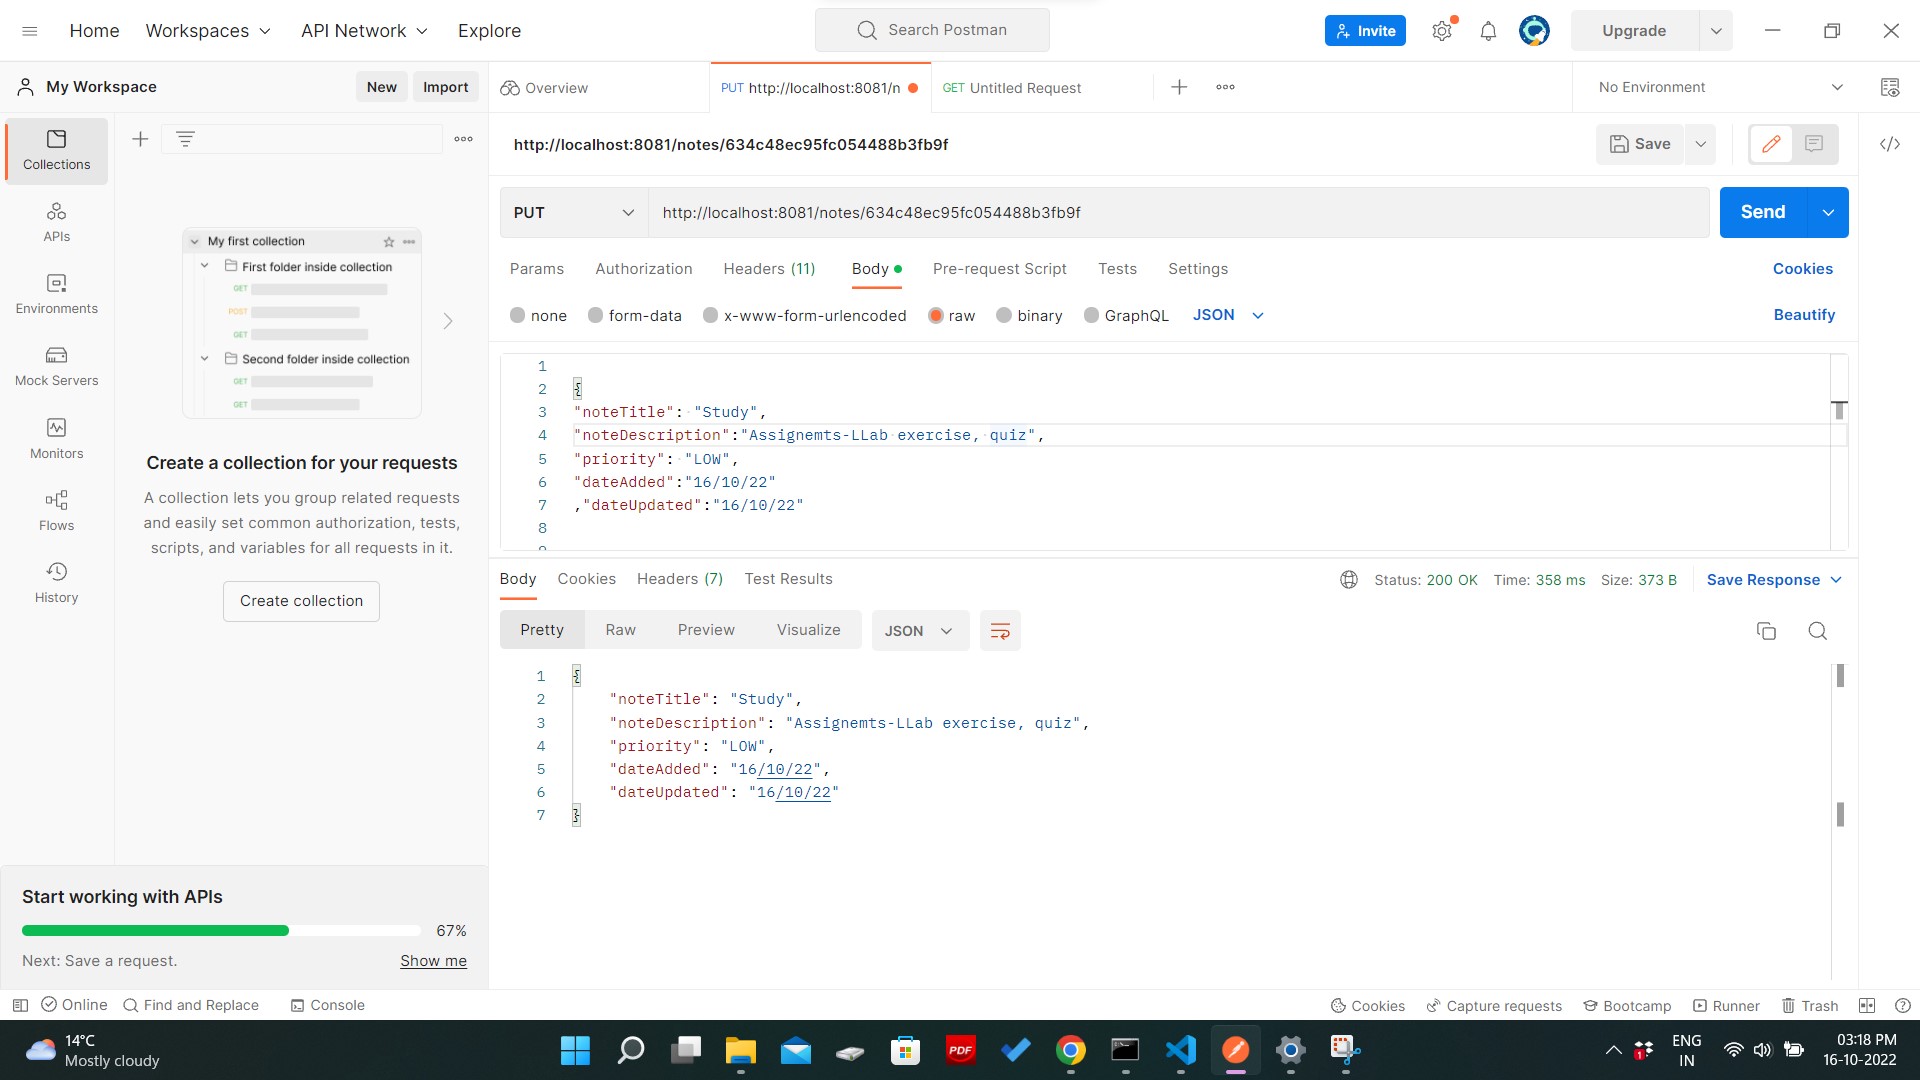 Home Workspaces API Network Explore Search Postman Invite Upgrade
My Workspace New Import Overview PUT http://localhost:8081/n GET Untitled Request No Environment
Collections
APIs
Environments
Mock Servers
Monitors
Flows
History
My first collection
First folder inside collection
GET
POST
GET
Second folder inside collection
GET
GET
Create a collection for your requests
A collection lets you group related requests
and easily set common authorization, tests,
scripts, and variables for all requests in it.
Create collection
Start working with APIs
67%
Next: Save a request. Show me
http://localhost:8081/notes/634c48ec95fc054488b3fb9f Save
PUT http://localhost:8081/notes/634c48ec95fc054488b3fb9f Send
Params Authorization Headers (11) Body Pre-request Script Tests Settings Cookies
none form-data x-www-form-urlencoded raw binary GraphQL JSON Beautify
1
2 {
3 "noteTitle": "Study",
4 "noteDescription":"Assignemts-LLab exercise, quiz",
5 "priority": "LOW",
6 "dateAdded":"16/10/22"
7 ,"dateUpdated":"16/10/22"
8
Body Cookies Headers (7) Test Results Status: 200 OK Time: 358 ms Size: 373 B Save Response
Pretty Raw Preview Visualize JSON
1 {
2 "noteTitle": "Study",
3 "noteDescription": "Assignemts-LLab exercise, quiz",
4 "priority": "LOW",
5 "dateAdded": "16/10/22",
6 "dateUpdated": "16/10/22"
7 }
Online Find and Replace Console Cookies Capture requests Bootcamp Runner Trash
14°C
Mostly cloudy
PDF
1
ENG
IN
03:18 PM
16-10-2022